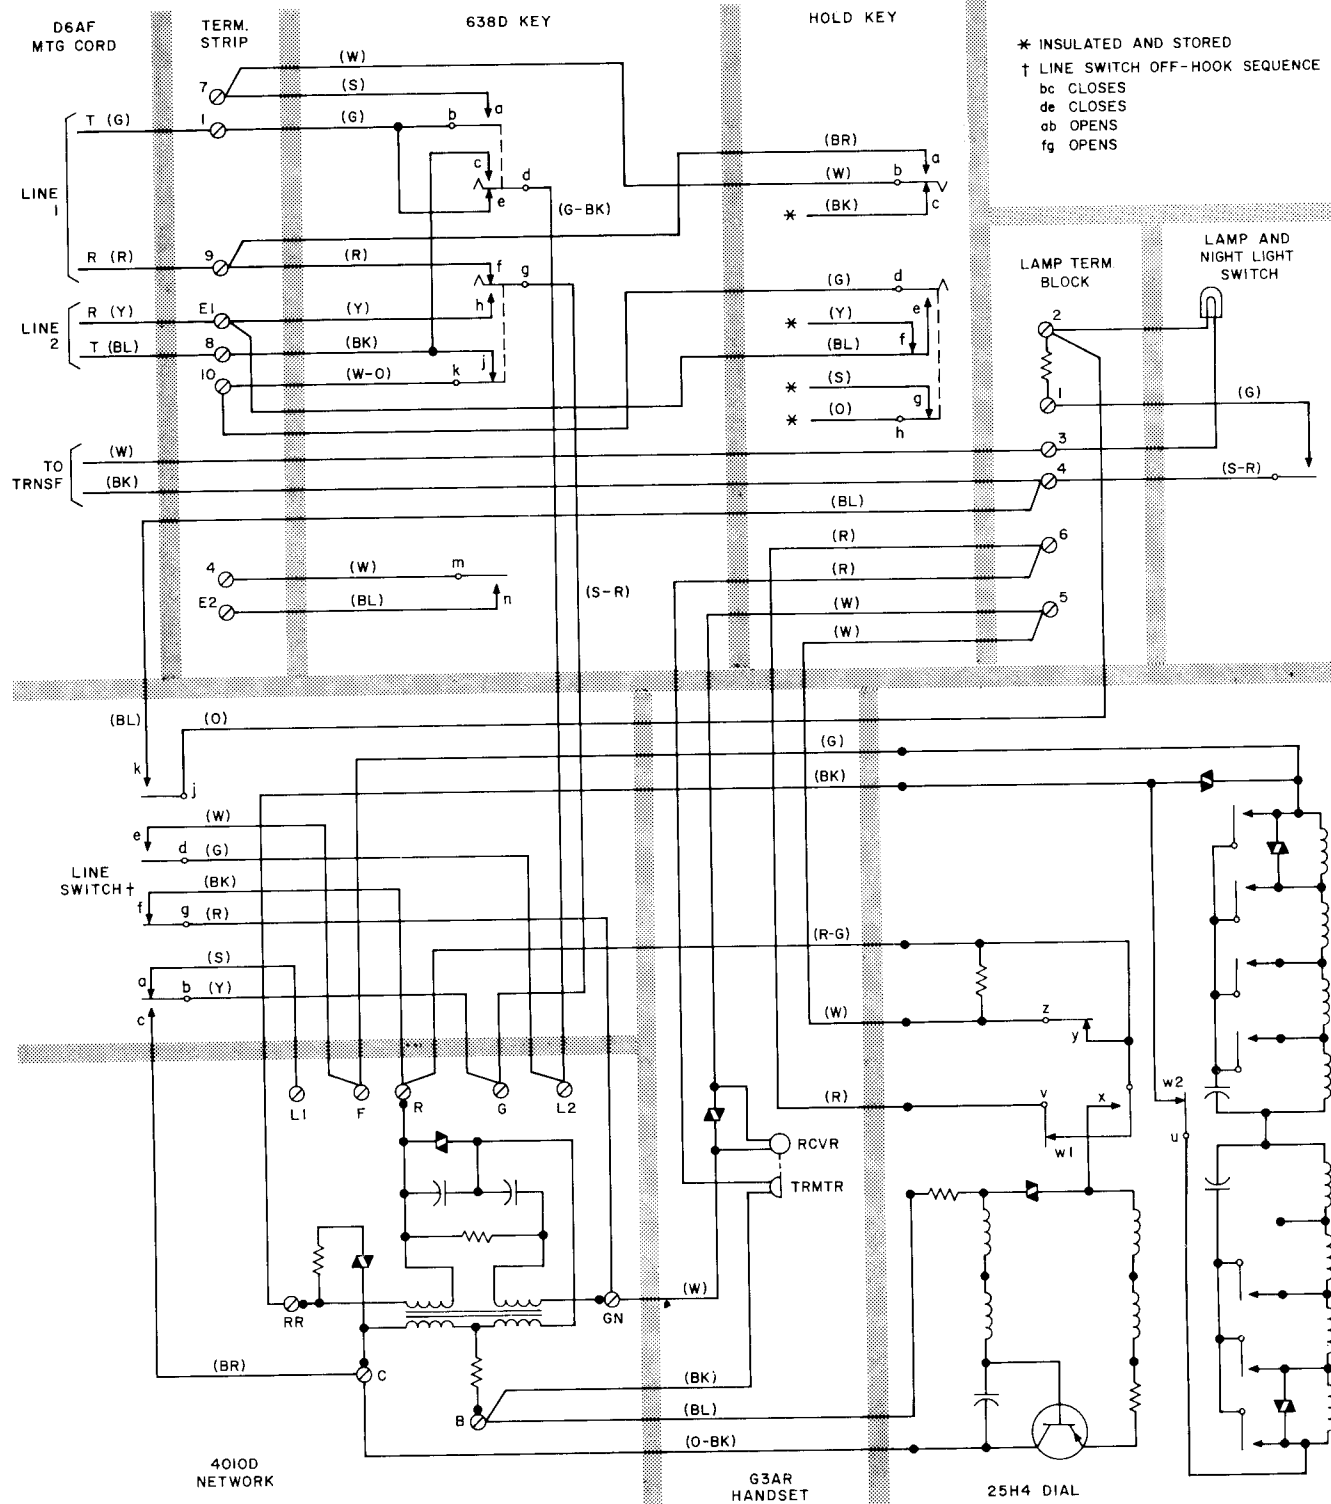 D6AF
MTG CORD
TERM.
STRIP
638D KEY
HOLD KEY
* INSULATED AND STORED
† LINE SWITCH OFF-HOOK SEQUENCE
bc CLOSES
de CLOSES
ab OPENS
fg OPENS
(W)
7
(S)
a
T (G)
1
(G)
b
c
d
e
(G-BK)
LINE
1
(BR)
a
(W)
b
* (BK)
c
R (R)
9
(R)
f
g
h
R (Y)
E1
(Y)
LINE
2
T (BL)
8
(BK)
j
10
(W-O)
k
(G)
d
e
* (Y)
f
(BL)
* (S)
g
* (O)
h
LAMP TERM.
BLOCK
LAMP AND
NIGHT LIGHT
SWITCH
2
1
(G)
3
4
(S-R)
TO
TRNSF
(W)
(BK)
(BL)
(R)
6
(R)
(W)
5
(W)
4
(W)
m
E2
(BL)
n
(S-R)
(BL)
(O)
k
j
(G)
(BK)
e
(W)
d
(G)
LINE
SWITCH†
(BK)
f
g
(R)
(S)
a
b
(Y)
c
(R-G)
(W)
z
y
L1
F
R
G
L2
(R)
v
x
w1
w2
u
RCVR
TRMTR
RR
GN
(W)
(BR)
C
(BK)
B
(BL)
(O-BK)
4010D
NETWORK
G3AR
HANDSET
25H4 DIAL